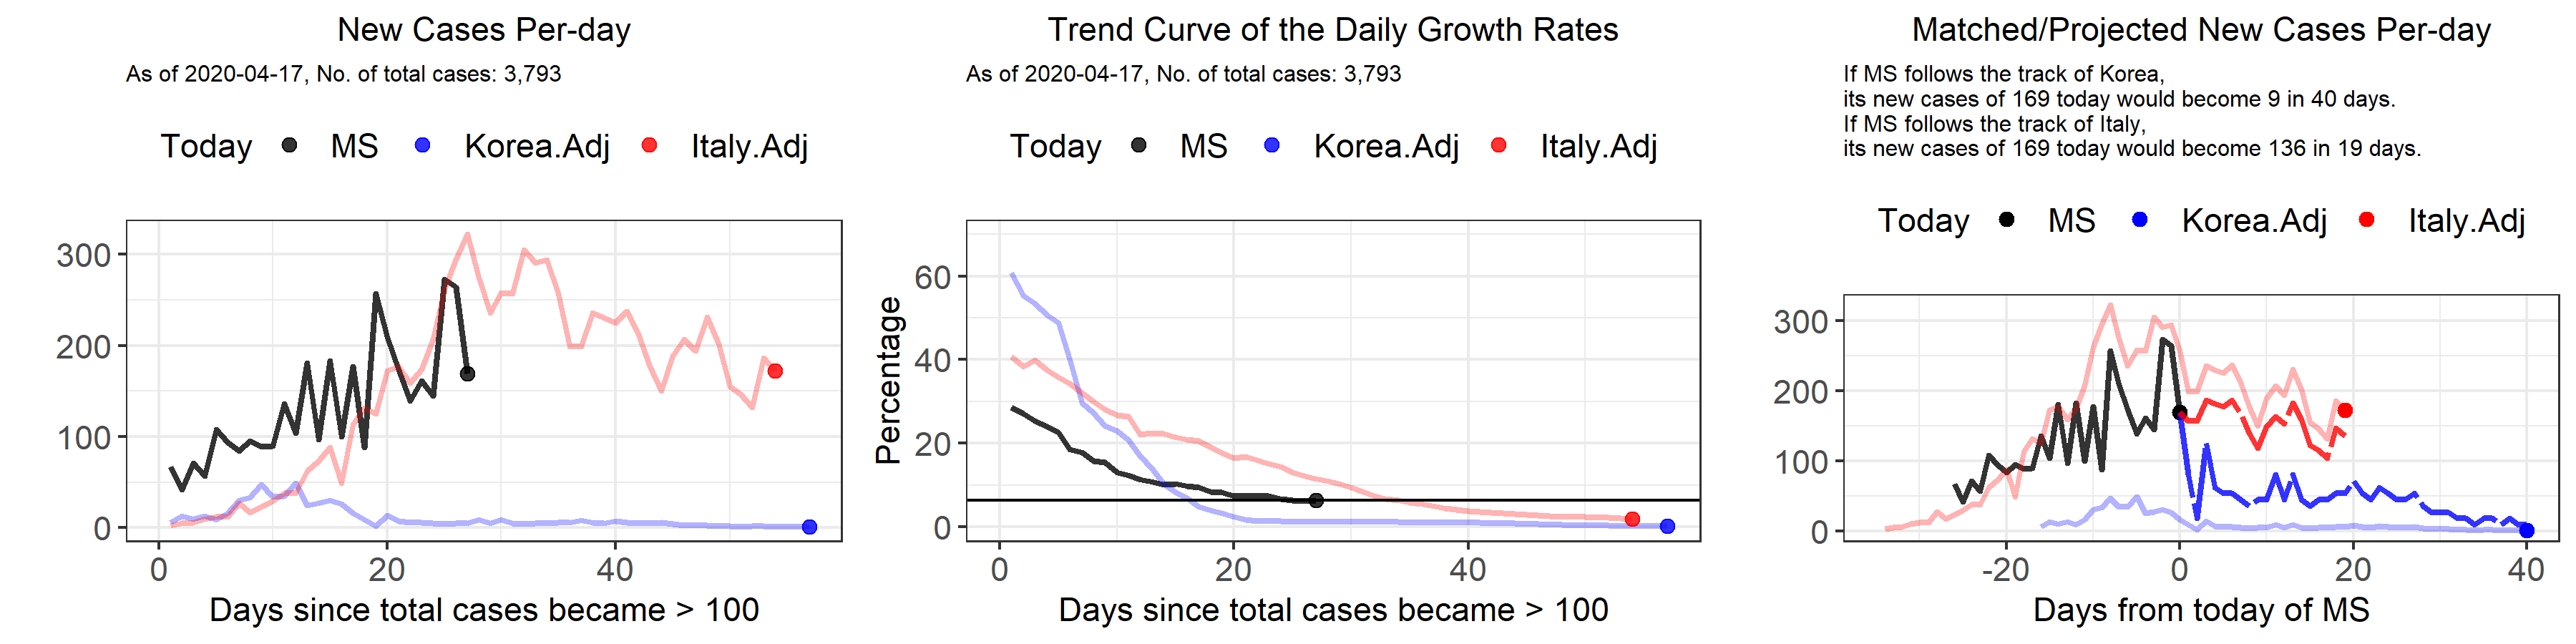 New Cases Per-day
As of 2020-04-17, No. of total cases: 3,793
Today MS Korea.Adj Italy.Adj
300
200
100
0
0 20 40
Days since total cases became > 100
Trend Curve of the Daily Growth Rates
As of 2020-04-17, No. of total cases: 3,793
Today MS Korea.Adj Italy.Adj
Percentage
60
40
20
0
0 20 40
Days since total cases became > 100
Matched/Projected New Cases Per-day
If MS follows the track of Korea,
its new cases of 169 today would become 9 in 40 days.
If MS follows the track of Italy,
its new cases of 169 today would become 136 in 19 days.
Today MS Korea.Adj Italy.Adj
300
200
100
0
-20 0 20 40
Days from today of MS